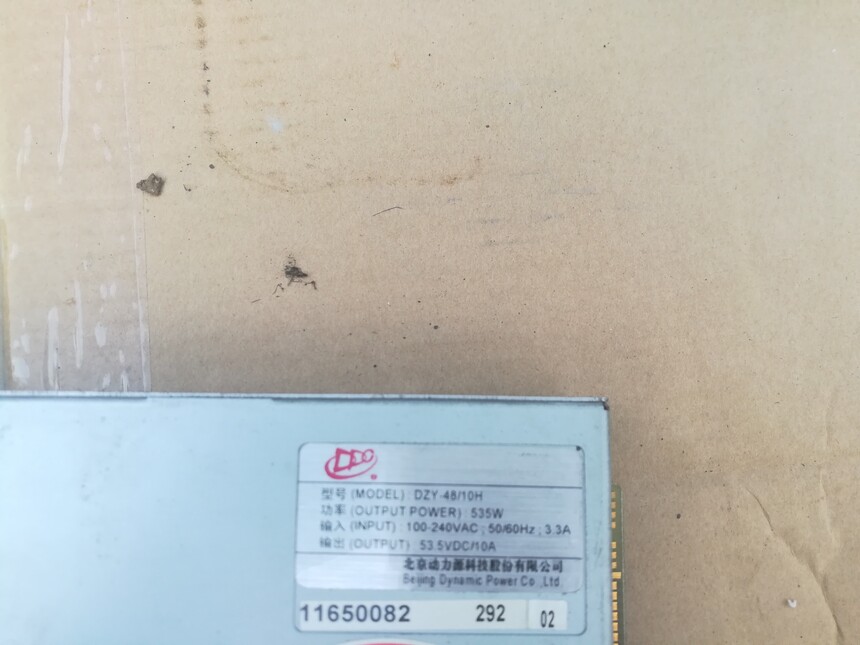 型号 (MODEL) : DZY-48/10H
功率 (OUTPUT POWER) : 535W
输入 (INPUT) : 100-240VAC ; 50/60Hz ; 3.3A
输出 (OUTPUT) : 53.5VDC/10A
北京动力源科技股份有限公司
Beijing Dynamic Power Co.,Ltd.
11650082 292 02